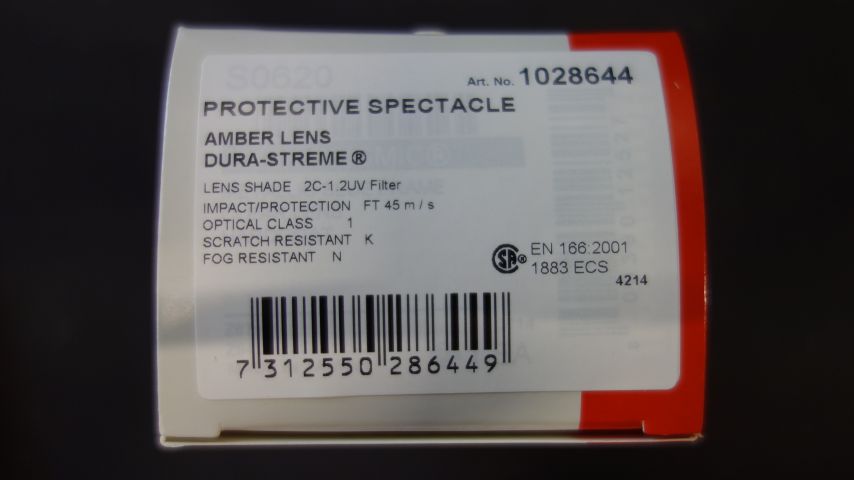 S0620
Art. No. 1028644
PROTECTIVE SPECTACLE
AMBER LENS
DURA-STREME®
LENS SHADE 2C-1.2UV Filter
IMPACT/PROTECTION FT 45 m / s
OPTICAL CLASS 1
SCRATCH RESISTANT K
FOG RESISTANT N
SA® EN 166:2001
1883 ECS
4214
7 312550 286449